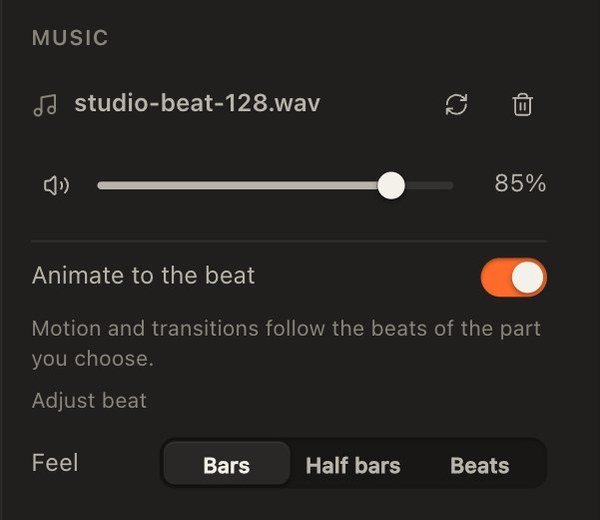 MUSIC
studio-beat-128.wav
85%
Animate to the beat
Motion and transitions follow the beats of the part
you choose.
Adjust beat
Feel
Bars
Half bars
Beats